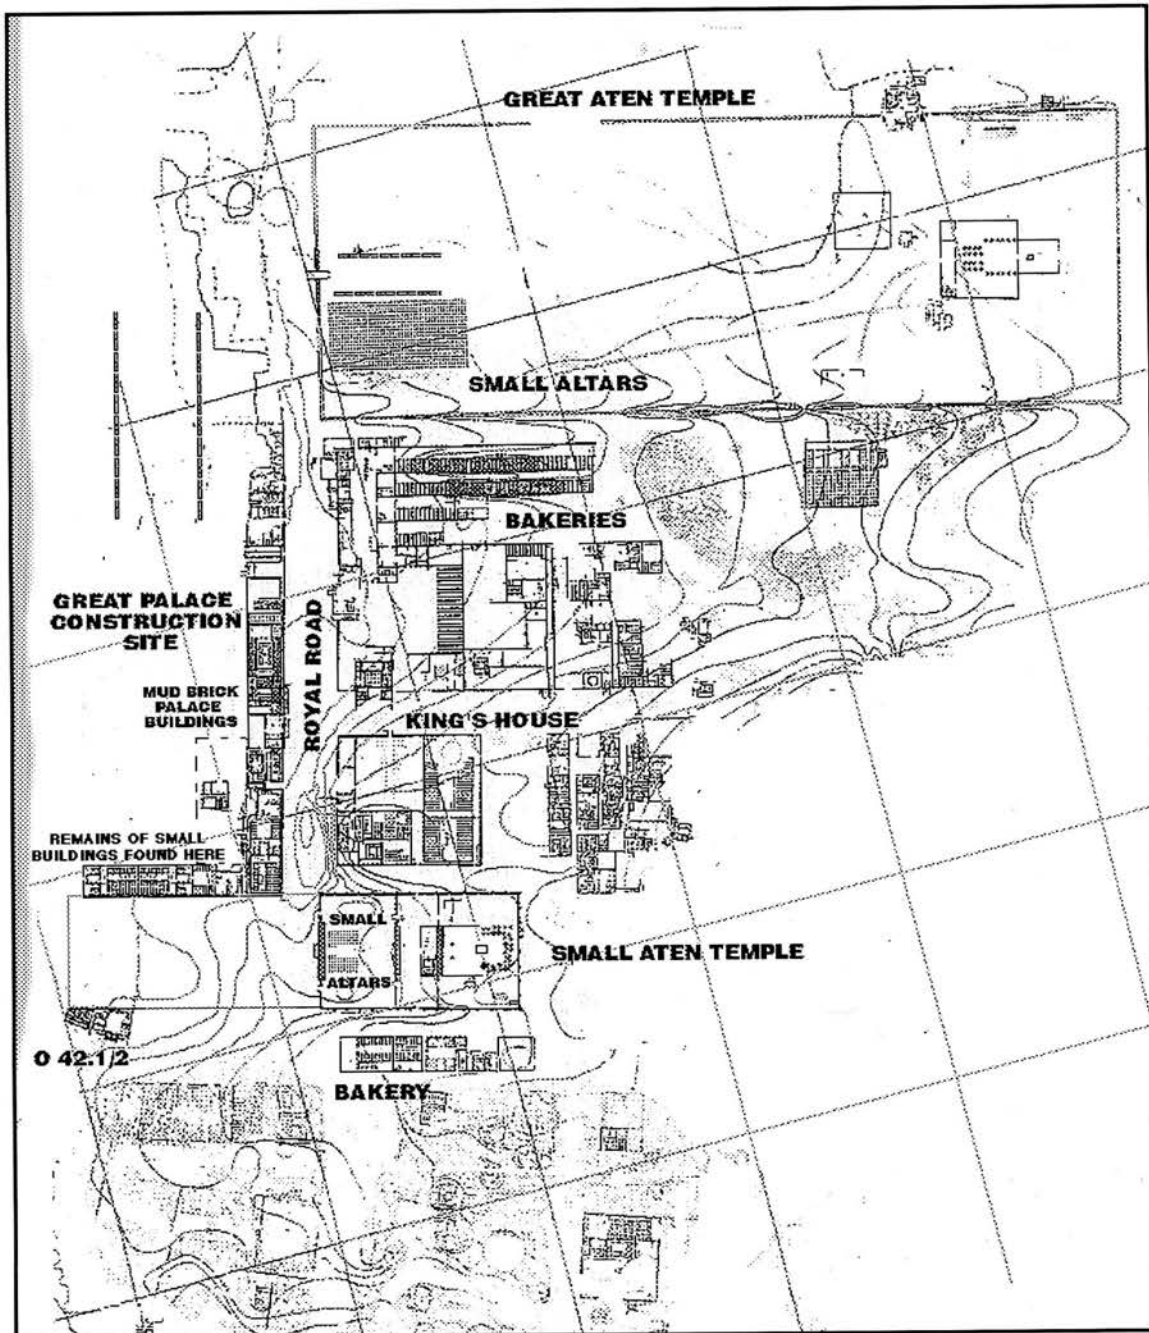 GREAT ATEN TEMPLE
SMALL ALTARS
BAKERIES
GREAT PALACE
CONSTRUCTION
SITE
ROYAL ROAD
MUD BRICK
PALACE
BUILDINGS
KING'S HOUSE
REMAINS OF SMALL
BUILDINGS FOUND HERE
SMALL
ALTARS
SMALL ATEN TEMPLE
O 42.1/2
BAKERY